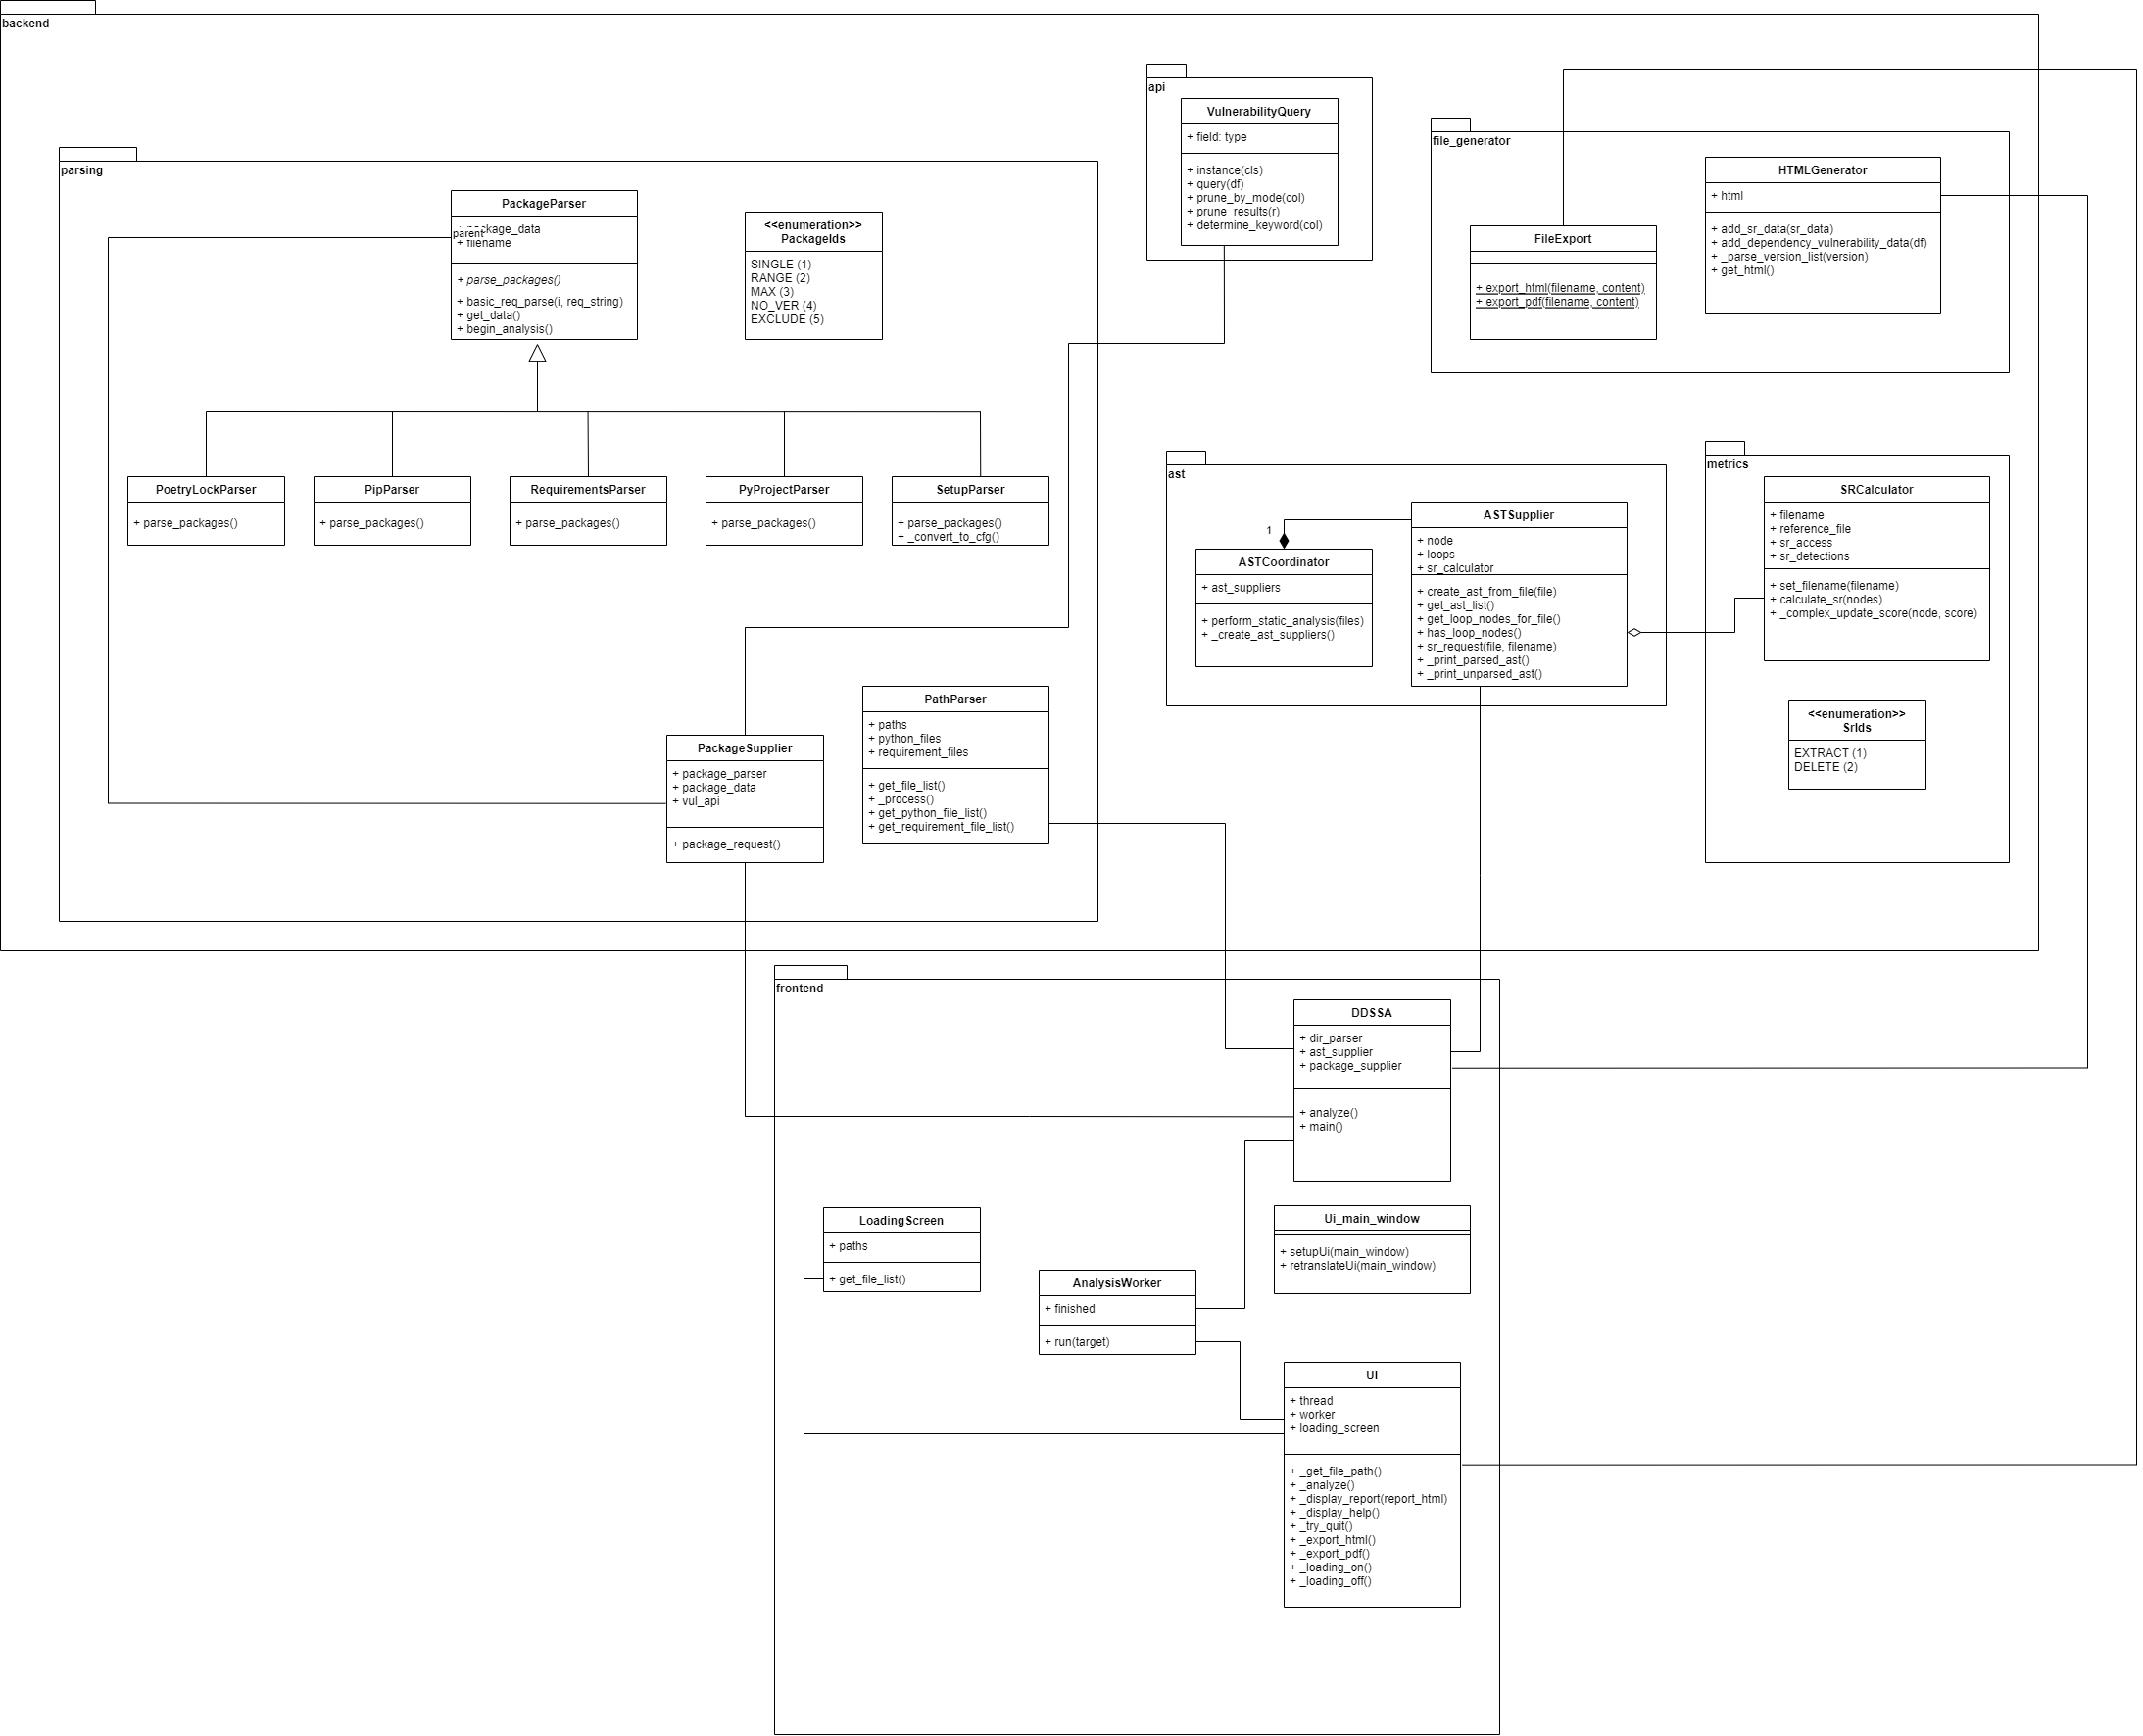 backend
parsing
PackageParser
+ package_data
parent
+ filename
+ parse_packages()
+ basic_req_parse(i, req_string)
+ get_data()
+ begin_analysis()
<<enumeration>>
PackageIds
SINGLE (1)
RANGE (2)
MAX (3)
NO_VER (4)
EXCLUDE (5)
PoetryLockParser
+ parse_packages()
PipParser
+ parse_packages()
RequirementsParser
+ parse_packages()
PyProjectParser
+ parse_packages()
SetupParser
+ parse_packages()
+ _convert_to_cfg()
PackageSupplier
+ package_parser
+ package_data
+ vul_api
+ package_request()
PathParser
+ paths
+ python_files
+ requirement_files
+ get_file_list()
+ _process()
+ get_python_file_list()
+ get_requirement_file_list()
api
VulnerabilityQuery
+ field: type
+ instance(cls)
+ query(df)
+ prune_by_mode(col)
+ prune_results(r)
+ determine_keyword(col)
file_generator
FileExport
+ export_html(filename, content)
+ export_pdf(filename, content)
HTMLGenerator
+ html
+ add_sr_data(sr_data)
+ add_dependency_vulnerability_data(df)
+ _parse_version_list(version)
+ get_html()
ast
1
ASTCoordinator
+ ast_suppliers
+ perform_static_analysis(files)
+ _create_ast_suppliers()
ASTSupplier
+ node
+ loops
+ sr_calculator
+ create_ast_from_file(file)
+ get_ast_list()
+ get_loop_nodes_for_file()
+ has_loop_nodes()
+ sr_request(file, filename)
+ _print_parsed_ast()
+ _print_unparsed_ast()
metrics
SRCalculator
+ filename
+ reference_file
+ sr_access
+ sr_detections
+ set_filename(filename)
+ calculate_sr(nodes)
+ _complex_update_score(node, score)
<<enumeration>>
SrIds
EXTRACT (1)
DELETE (2)
frontend
DDSSA
+ dir_parser
+ ast_supplier
+ package_supplier
+ analyze()
+ main()
LoadingScreen
+ paths
+ get_file_list()
AnalysisWorker
+ finished
+ run(target)
Ui_main_window
+ setupUi(main_window)
+ retranslateUi(main_window)
UI
+ thread
+ worker
+ loading_screen
+ _get_file_path()
+ _analyze()
+ _display_report(report_html)
+ _display_help()
+ _try_quit()
+ _export_html()
+ _export_pdf()
+ _loading_on()
+ _loading_off()